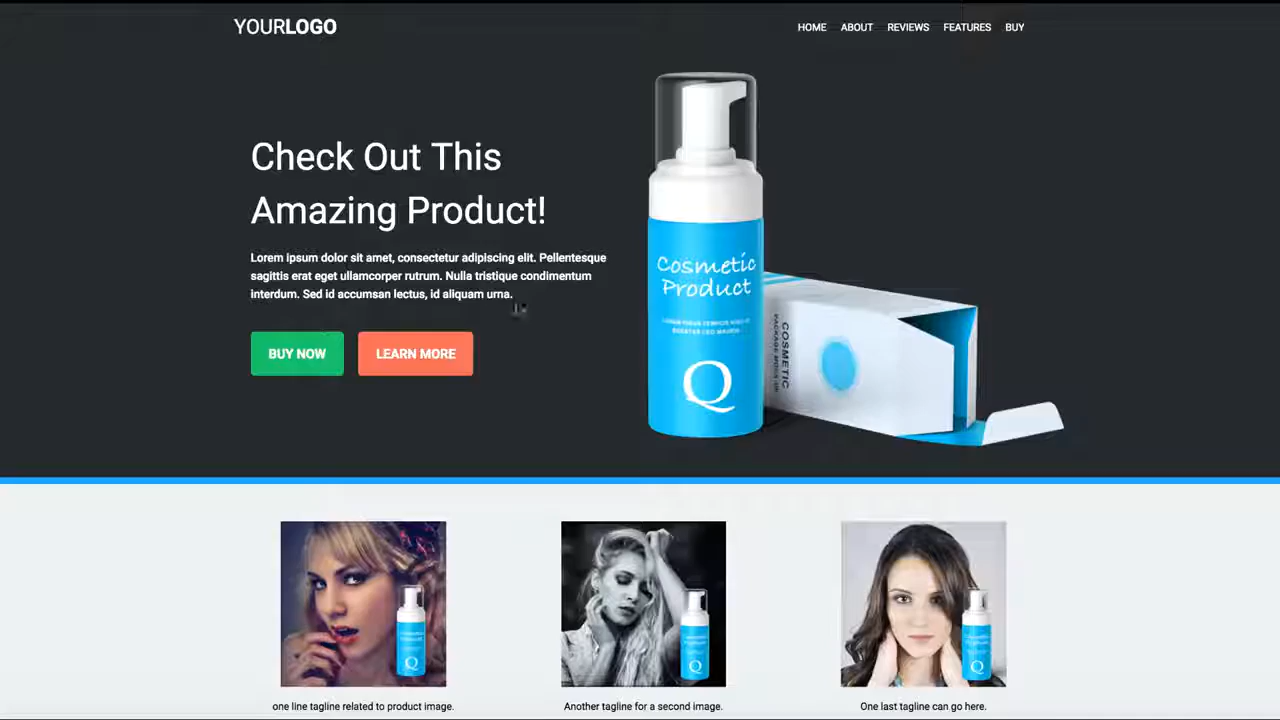 YOURLOGO
HOME ABOUT REVIEWS FEATURES BUY
Check Out This
Amazing Product!
Lorem ipsum dolor sit amet, consectetur adipiscing elit. Pellentesque
sagittis erat eget ullamcorper rutrum. Nulla tristique condimentum
interdum. Sed id accumsan lectus, id aliquam urna.
BUY NOW
LEARN MORE
Cosmetic
Product
Q
COSMETIC
Q
Q
Q
one line tagline related to product image.
Another tagline for a second image.
One last tagline can go here.